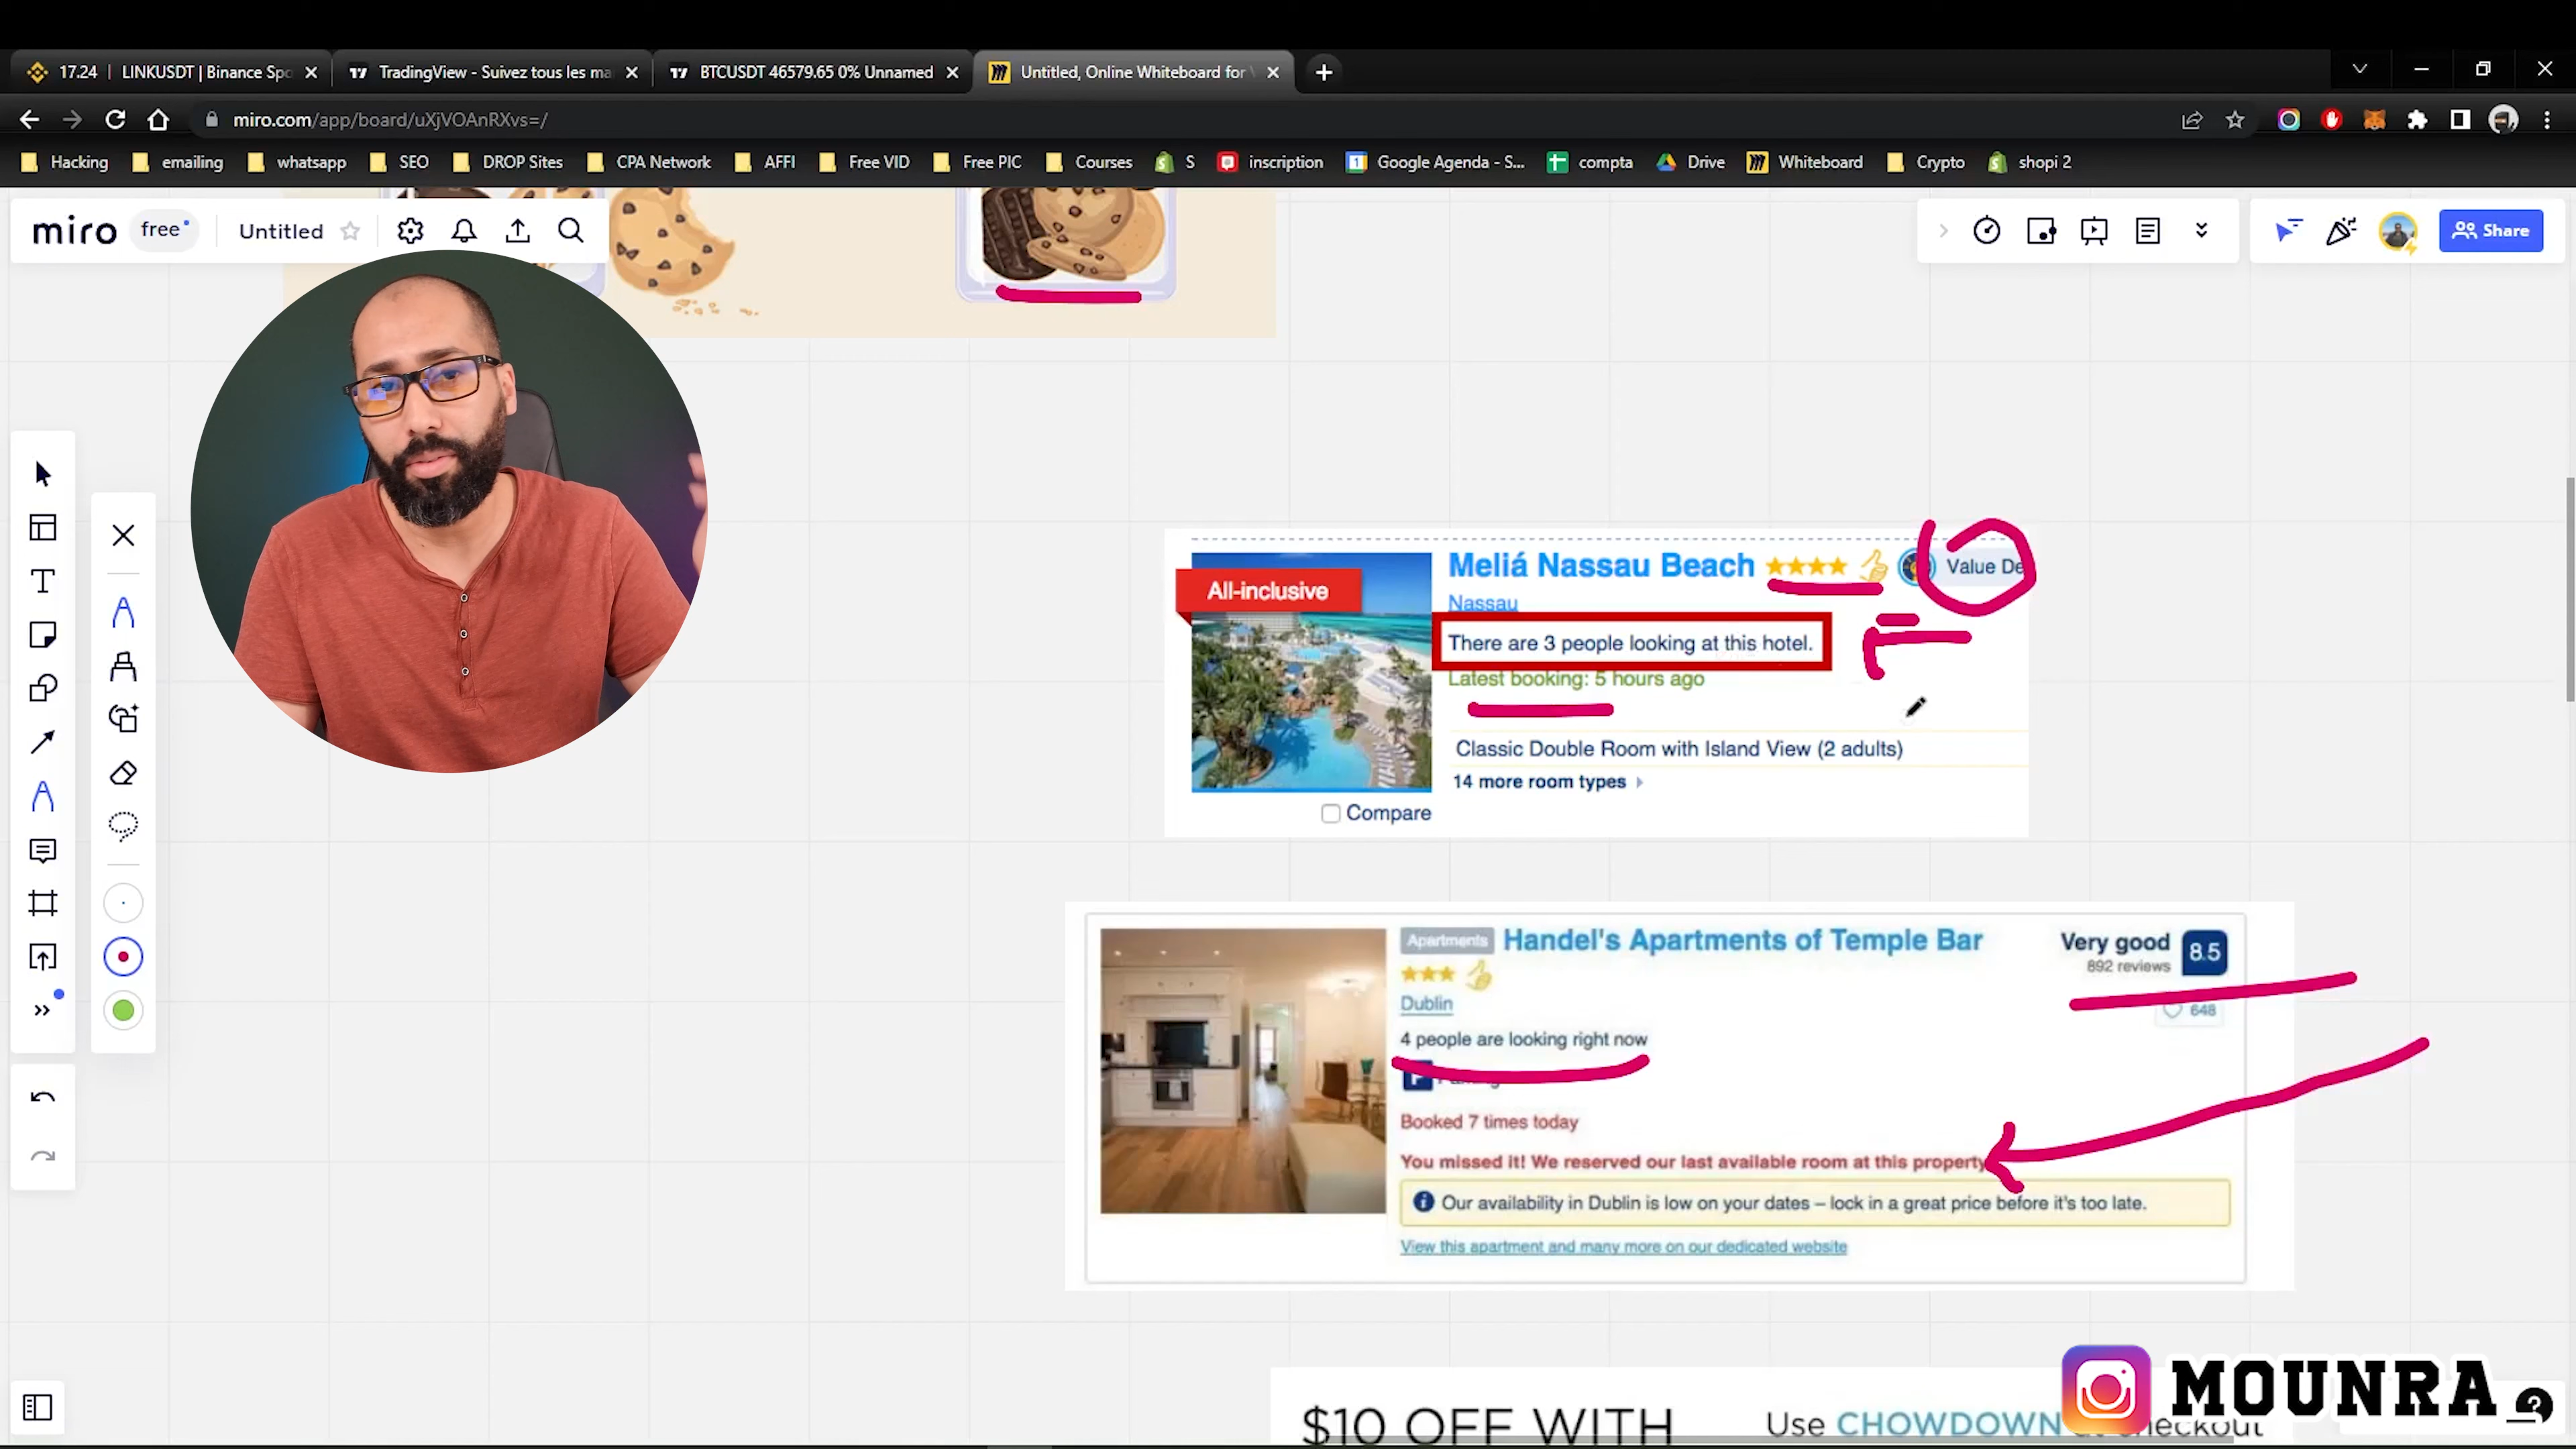 17.24 | LINKUSDT | Binance Spo
TradingView - Suivez tous les ma
BTCUSDT 46579.65 0% Unnamed
Untitled, Online Whiteboard for
miro.com/app/board/uXjVOAnRXvs=/
Hacking
emailing
whatsapp
SEO
DROP Sites
CPA Network
AFFI
Free VID
Free PIC
Courses
S
inscription
Google Agenda - S...
compta
Drive
Whiteboard
Crypto
shopi 2
miro
free
Untitled
Share
All-inclusive
Meliá Nassau Beach
Value De
Nassau
There are 3 people looking at this hotel.
Latest booking: 5 hours ago
Classic Double Room with Island View (2 adults)
14 more room types
Compare
Apartments Handel's Apartments of Temple Bar
Very good 8.5
892 reviews
648
Dublin
4 people are looking right now
Booked 7 times today
You missed it! We reserved our last available room at this property
Our availability in Dublin is low on your dates – lock in a great price before it's too late.
View this apartment and many more on our dedicated website
$10 OFF WITH
Use CHOWDOWN
MOUNRA